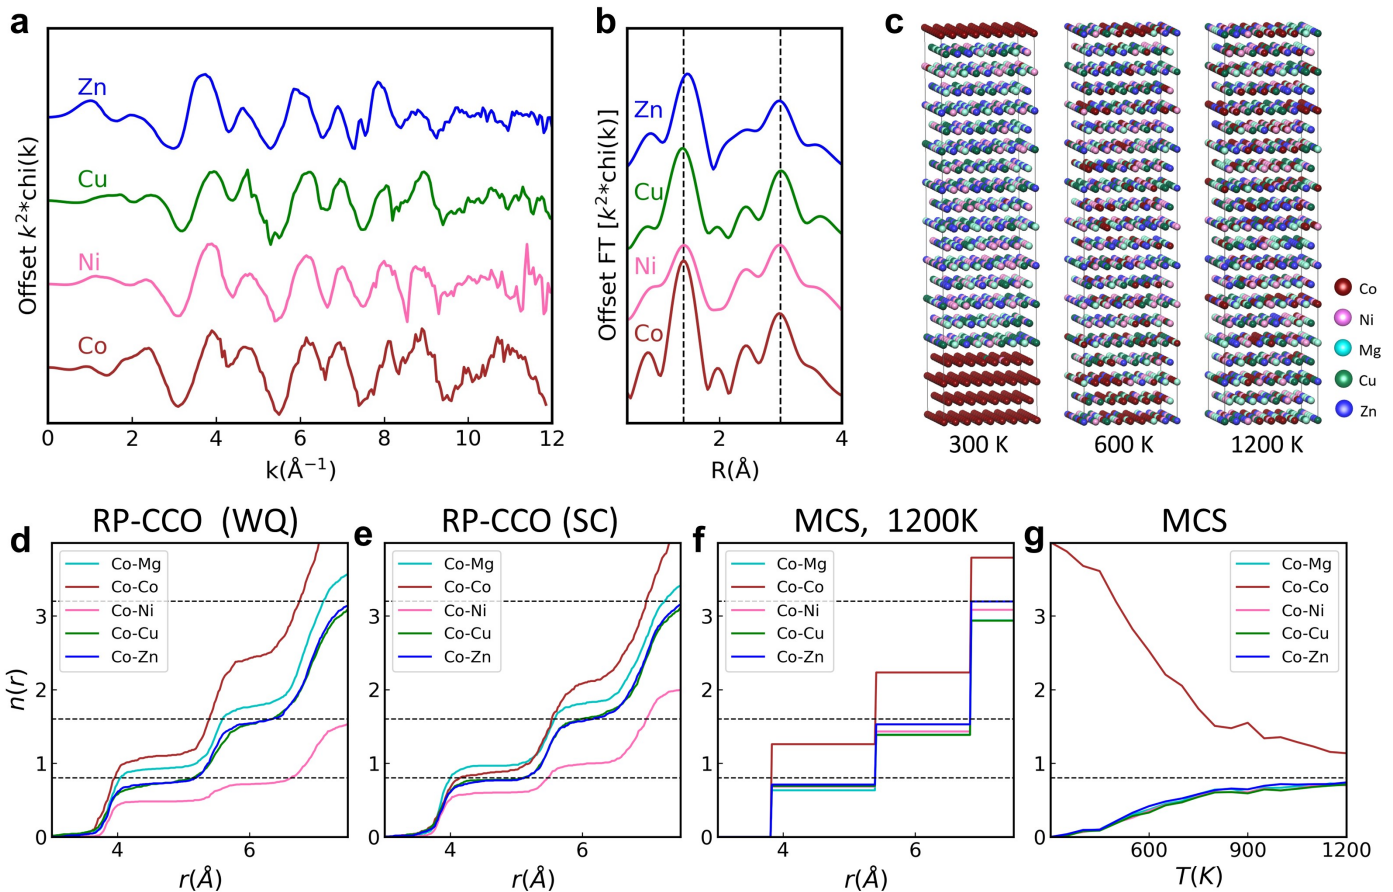 a
Offset k²*chi(k)
Zn
Cu
Ni
Co
0 2 4 6 8 10 12
k(Å⁻¹)
b
Offset FT [k²*chi(k)]
Zn
Cu
Ni
Co
2 4
R(Å)
c
300 K 600 K 1200 K
Co
Ni
Mg
Cu
Zn
d
RP-CCO (WQ)
n(r)
3
2
1
0
Co-Mg
Co-Co
Co-Ni
Co-Cu
Co-Zn
4 6
r(Å)
e
RP-CCO (SC)
3
2
1
0
Co-Mg
Co-Co
Co-Ni
Co-Cu
Co-Zn
4 6
r(Å)
f
MCS, 1200K
3
2
1
0
Co-Mg
Co-Co
Co-Ni
Co-Cu
Co-Zn
4 6
r(Å)
g
MCS
3
2
1
0
Co-Mg
Co-Co
Co-Ni
Co-Cu
Co-Zn
600 900 1200
T(K)